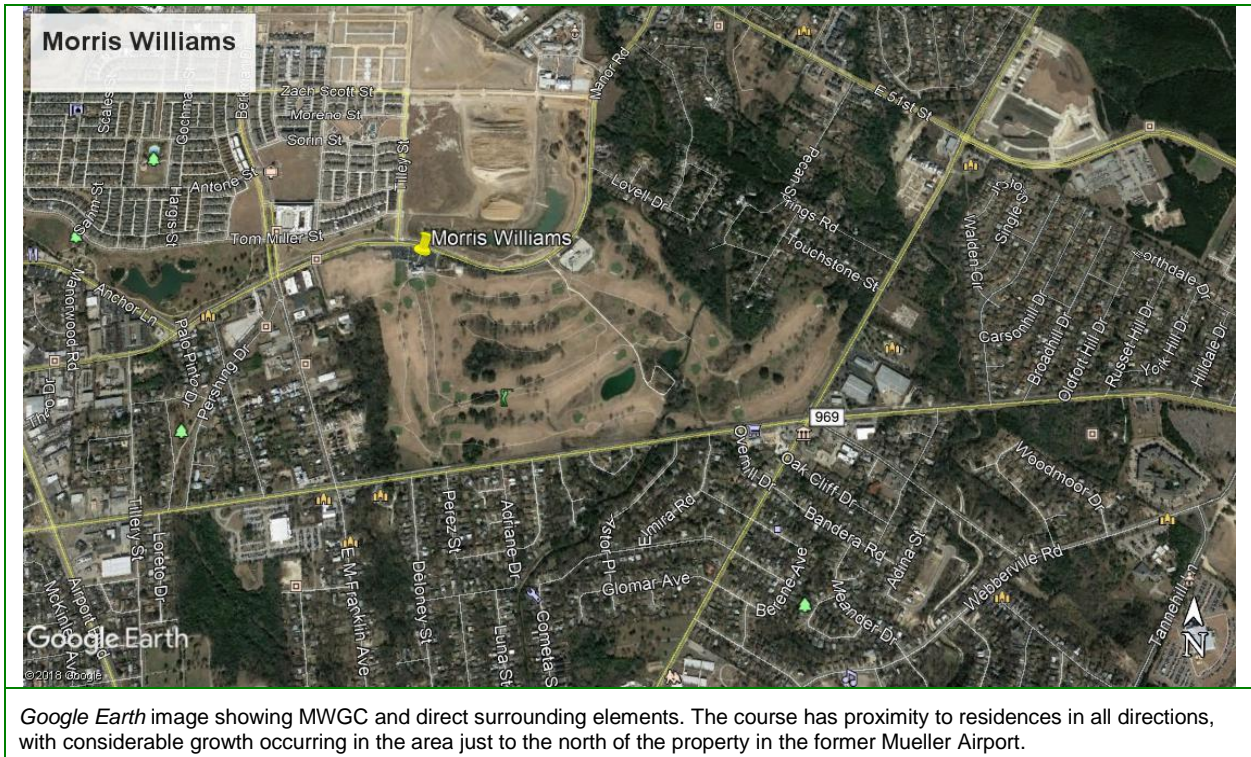 Morris Williams
Zach Scott St
Moreno St
Sorin St
Antone St
Tom Miller St
Scales St
Hargis St
Sahm St
Tilley St
Manor Rd
E 51st St
Lovell Dr
Pecan Springs Rd
Touchstone St
Walden Cir
Single St
Northdale Dr
Carsonhill Dr
Broadhill Dr
Oldfort Hill Dr
Russet Hill Dr
York Hill Dr
Hilldale Dr
Morris Williams
Manorwood Rd
Anchor Ln
Palo Pinto Dr
Pershing Dr
969
Overhill Dr
Oak Cliff Dr
Bandera Rd
Woodmoor Dr
Webberville Rd
Adina St
Meander Dr
Berene Ave
Tannehill Ln
Tillery St
Loreto Dr
Airport Blvd
E M Franklin Ave
Deloney St
Perez St
Adriane Dr
Luna St
Astor Pl
Elmira Rd
Glomar Ave
N
Google Earth
©2018 Google
Google Earth image showing MWGC and direct surrounding elements. The course has proximity to residences in all directions,
with considerable growth occurring in the area just to the north of the property in the former Mueller Airport.